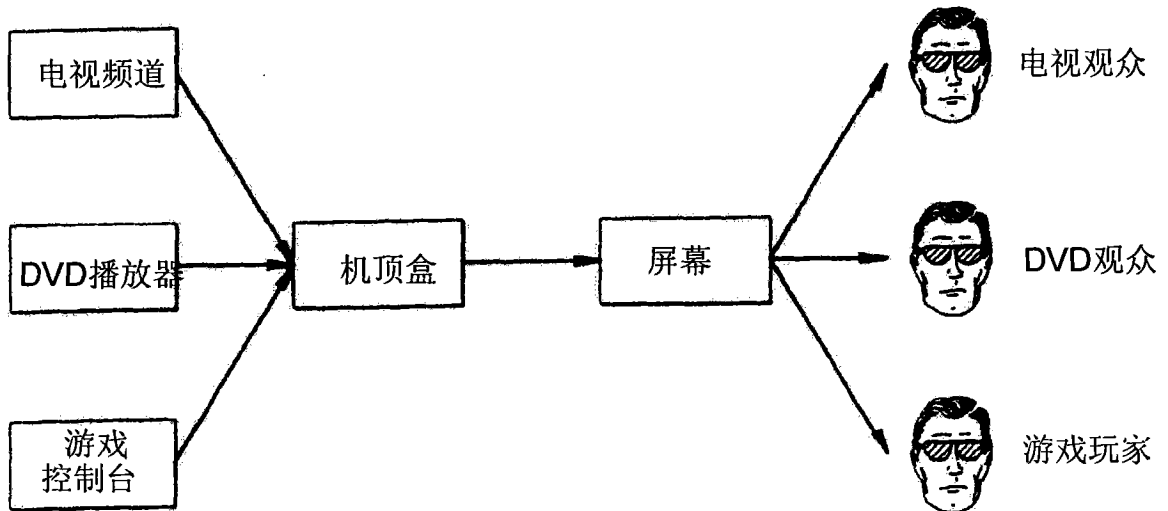 电视频道
电视观众
DVD播放器
机顶盒
屏幕
DVD观众
游戏
控制台
游戏玩家